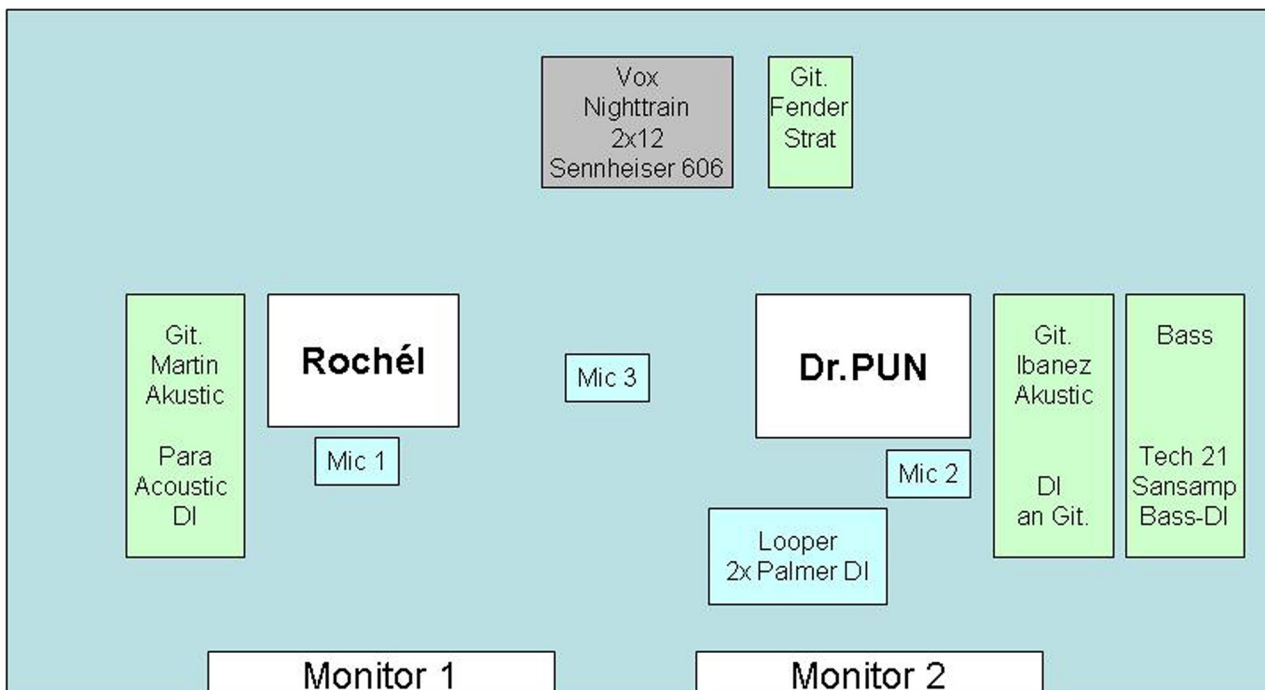 Vox
Nighttrain
2x12
Sennheiser 606
Git.
Fender
Strat
Git.
Martin
Akustic
Para
Acoustic
DI
Rochél
Mic 1
Mic 3
Dr.PUN
Mic 2
Looper
2x Palmer DI
Git.
Ibanez
Akustic
DI
an Git.
Bass
Tech 21
Sansamp
Bass-DI
Monitor 1
Monitor 2